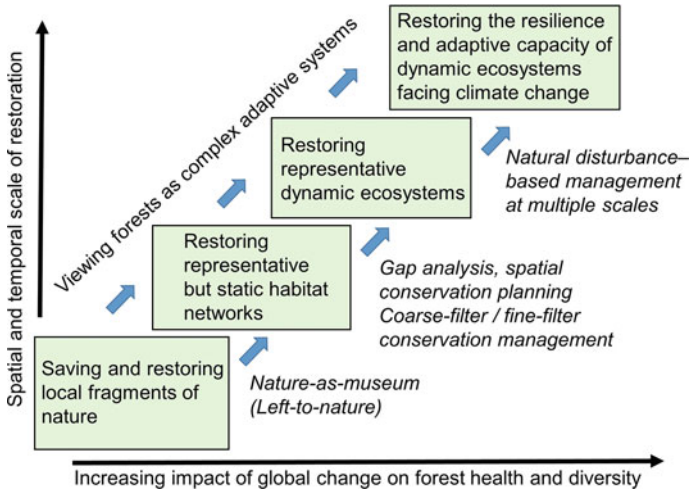 Spatial and temporal scale of restoration
Viewing forests as complex adaptive systems
Restoring the resilience
and adaptive capacity of
dynamic ecosystems
facing climate change
Restoring
representative
dynamic ecosystems
Natural disturbance–
based management
at multiple scales
Restoring
representative
but static habitat
networks
Gap analysis, spatial
conservation planning
Coarse-filter / fine-filter
conservation management
Saving and restoring
local fragments of
nature
Nature-as-museum
(Left-to-nature)
Increasing impact of global change on forest health and diversity